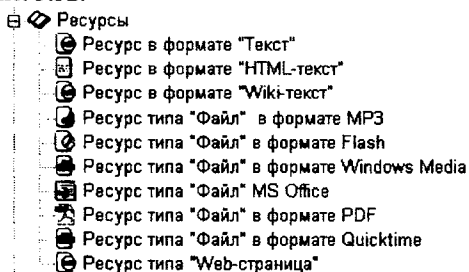 Ресурсы
Ресурс в формате "Текст"
Ресурс в формате "HTML-текст"
Ресурс в формате "Wiki-текст"
Ресурс типа "Файл" в формате MP3
Ресурс типа "Файл" в формате Flash
Ресурс типа "Файл" в формате Windows Media
Ресурс типа "Файл" MS Office
Ресурс типа "Файл" в формате PDF
Ресурс типа "Файл" в формате Quicktime
Ресурс типа "Web-страница"